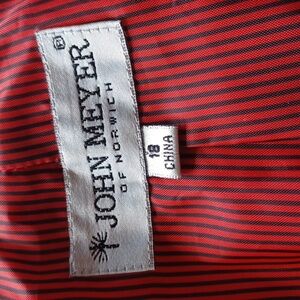 JOHN MEYER®
OF NORWICH
18
CHINA